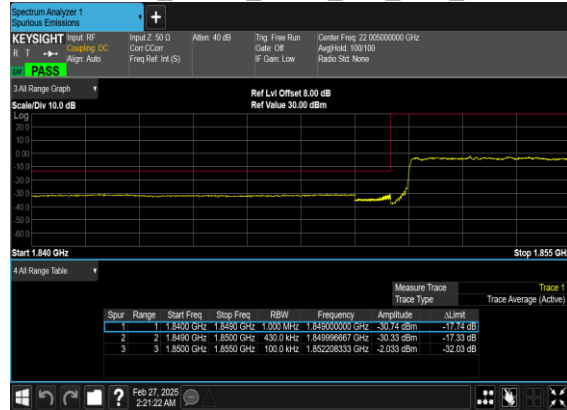 Spectrum Analyzer 1
Spurious Emissions
+
KEYSIGHT Input: RF Input Z: 50 Ω Atten: 40 dB Trig: Free Run Center Freq: 22.005000000 GHz
R T Coupling: DC Corr CCorr Gate: Off Avg|Hold: 100/100
Align: Auto Freq Ref: Int (S) IF Gain: Low Radio Std: None
PASS
3 All Range Graph
Ref Lvl Offset 8.00 dB
Scale/Div 10.0 dB Ref Value 30.00 dBm
Log
20.0
10.0
0.00
-10.0
-20.0
-30.0
-40.0
-50.0
-60.0
Start 1.840 GHz Stop 1.855 GH
4 All Range Table
Measure Trace Trace 1
Trace Type Trace Average (Active)
Spur Range Start Freq Stop Freq RBW Frequency Amplitude ΔLimit
1 1 1.8400 GHz 1.8490 GHz 1.000 MHz 1.849000000 GHz -30.74 dBm -17.74 dB
2 2 1.8490 GHz 1.8500 GHz 430.0 kHz 1.849996667 GHz -30.33 dBm -17.33 dB
3 3 1.8500 GHz 1.8550 GHz 100.0 kHz 1.852208333 GHz -2.033 dBm -32.03 dB
? Feb 27, 2025
2:21:22 AM